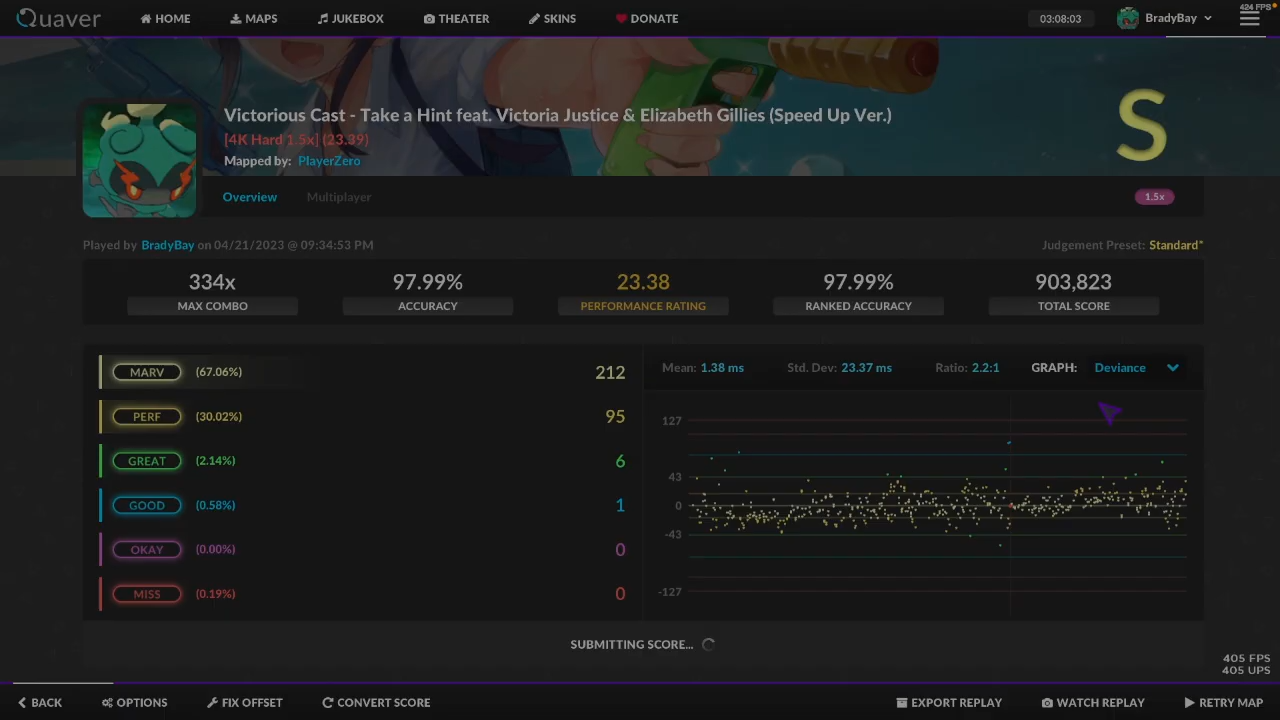 Quaver HOME MAPS JUKEBOX THEATER SKINS DONATE 03:08:03 BradyBay 424 FPS
Victorious Cast - Take a Hint feat. Victoria Justice & Elizabeth Gillies (Speed Up Ver.)
[4K Hard 1.5x] (23.39)
Mapped by: PlayerZero
S
Overview Multiplayer 1.5x
Played by BradyBay on 04/21/2023 @ 09:34:53 PM Judgement Preset: Standard*
334x 97.99% 23.38 97.99% 903,823
MAX COMBO ACCURACY PERFORMANCE RATING RANKED ACCURACY TOTAL SCORE
MARV (67.06%) 212
PERF (30.02%) 95
GREAT (2.14%) 6
GOOD (0.58%) 1
OKAY (0.00%) 0
MISS (0.19%) 0
Mean: 1.38 ms Std. Dev: 23.37 ms Ratio: 2.2:1 GRAPH: Deviance
127
43
0
-43
-127
SUBMITTING SCORE...
405 FPS
405 UPS
BACK OPTIONS FIX OFFSET CONVERT SCORE EXPORT REPLAY WATCH REPLAY RETRY MAP